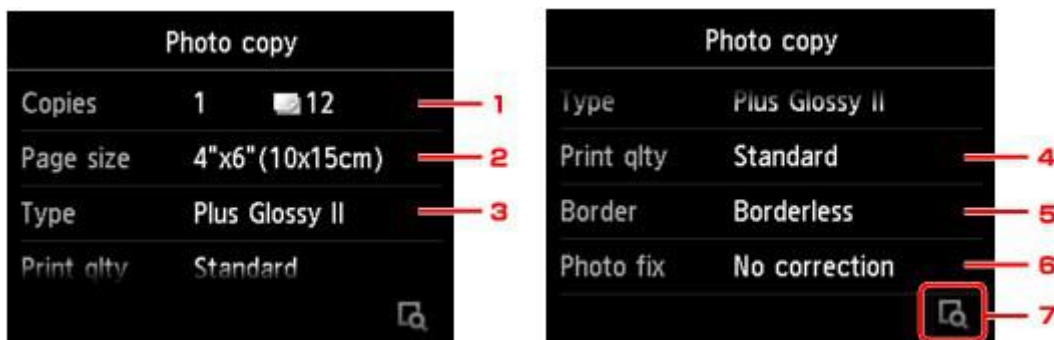 Photo copy
Copies 1 12 1
Page size 4"x6"(10x15cm) 2
Type Plus Glossy II 3
Print qlty Standard
Photo copy
Type Plus Glossy II
Print qlty Standard 4
Border Borderless 5
Photo fix No correction 6
7